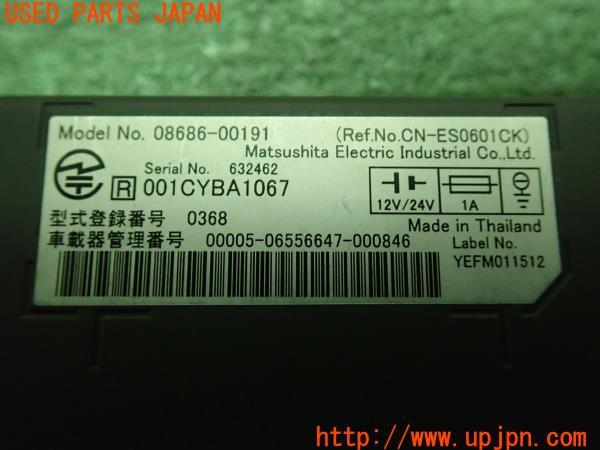 USED PARTS JAPAN
Model No. 08686-00191 (Ref.No.CN-ES0601CK)
Matsushita Electric Industrial Co.,Ltd.
Serial No. 632462
R 001CYBA1067
12V/24V 1A
型式登録番号 0368
Made in Thailand
車載器管理番号 00005-06556647-000846
Label No.
YEFM011512
http://www.upjpn.com/